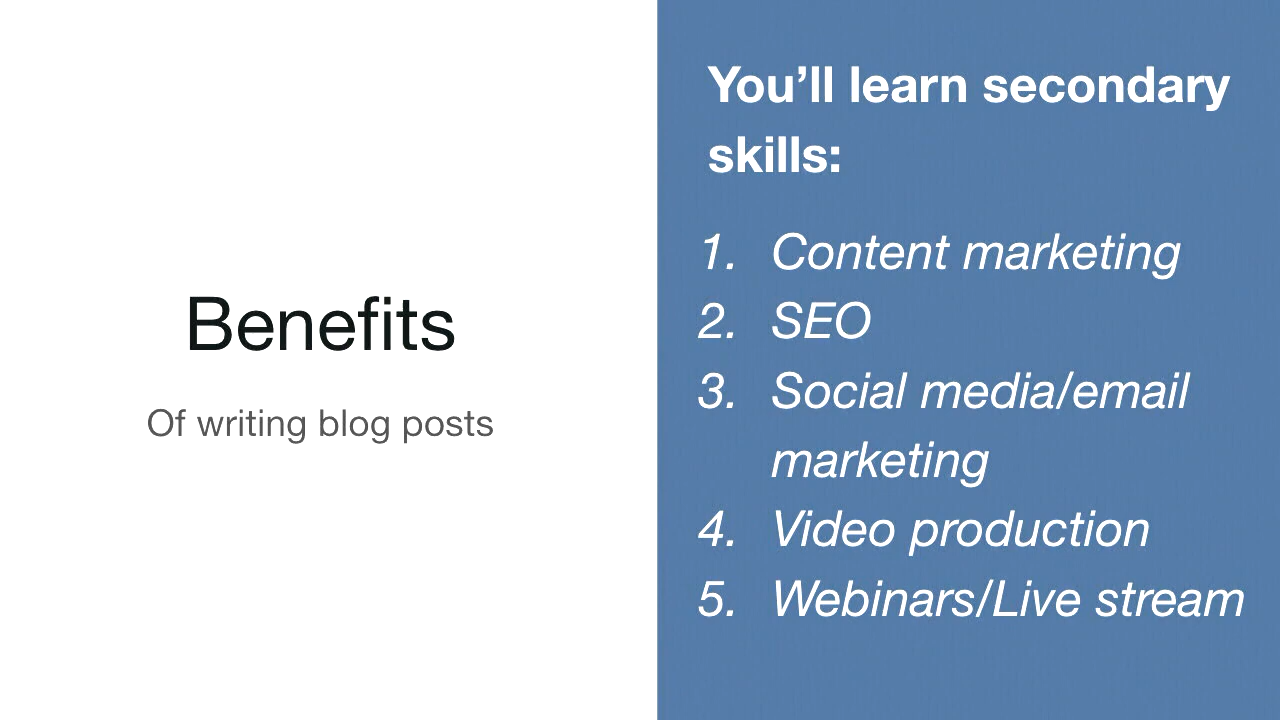 Benefits
Of writing blog posts
You’ll learn secondary
skills:
1. Content marketing
2. SEO
3. Social media/email
marketing
4. Video production
5. Webinars/Live stream